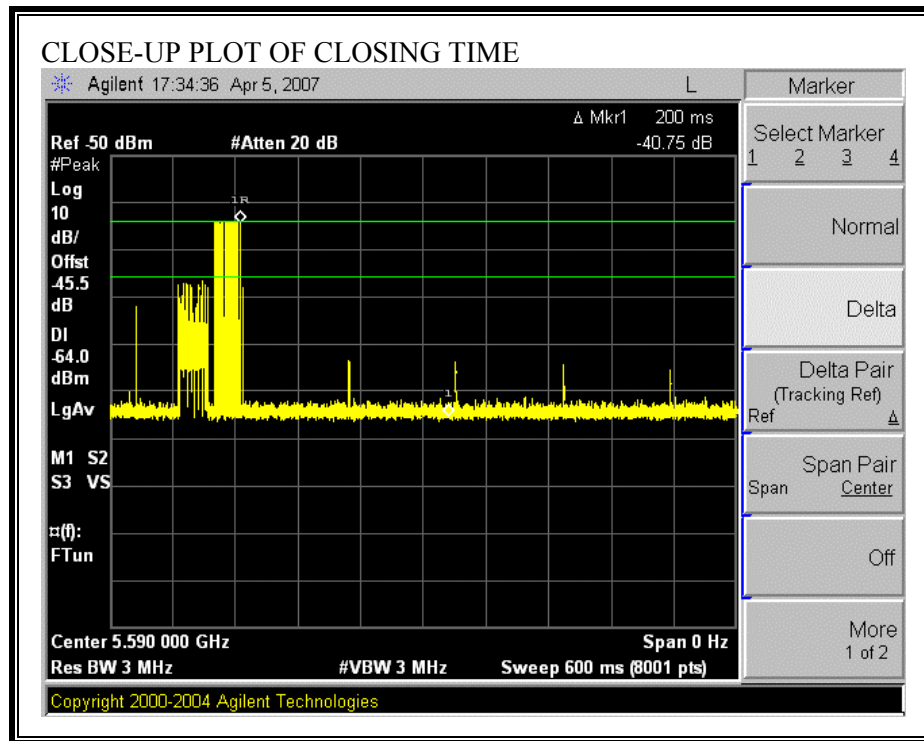 CLOSE-UP PLOT OF CLOSING TIME
Agilent 17:34:36 Apr 5, 2007
L
Δ Mkr1 200 ms
Ref -50 dBm #Atten 20 dB -40.75 dB
#Peak
Log
10
dB/
Offst
-45.5
dB
DI
-64.0
dBm
LgAv
M1 S2
S3 VS
¤(f):
FTun
1R
1
Center 5.590 000 GHz Span 0 Hz
Res BW 3 MHz #VBW 3 MHz Sweep 600 ms (8001 pts)
Copyright 2000-2004 Agilent Technologies
Marker
Select Marker
1 2 3 4
Normal
Delta
Delta Pair
(Tracking Ref)
Ref Δ
Span Pair
Span Center
Off
More
1 of 2